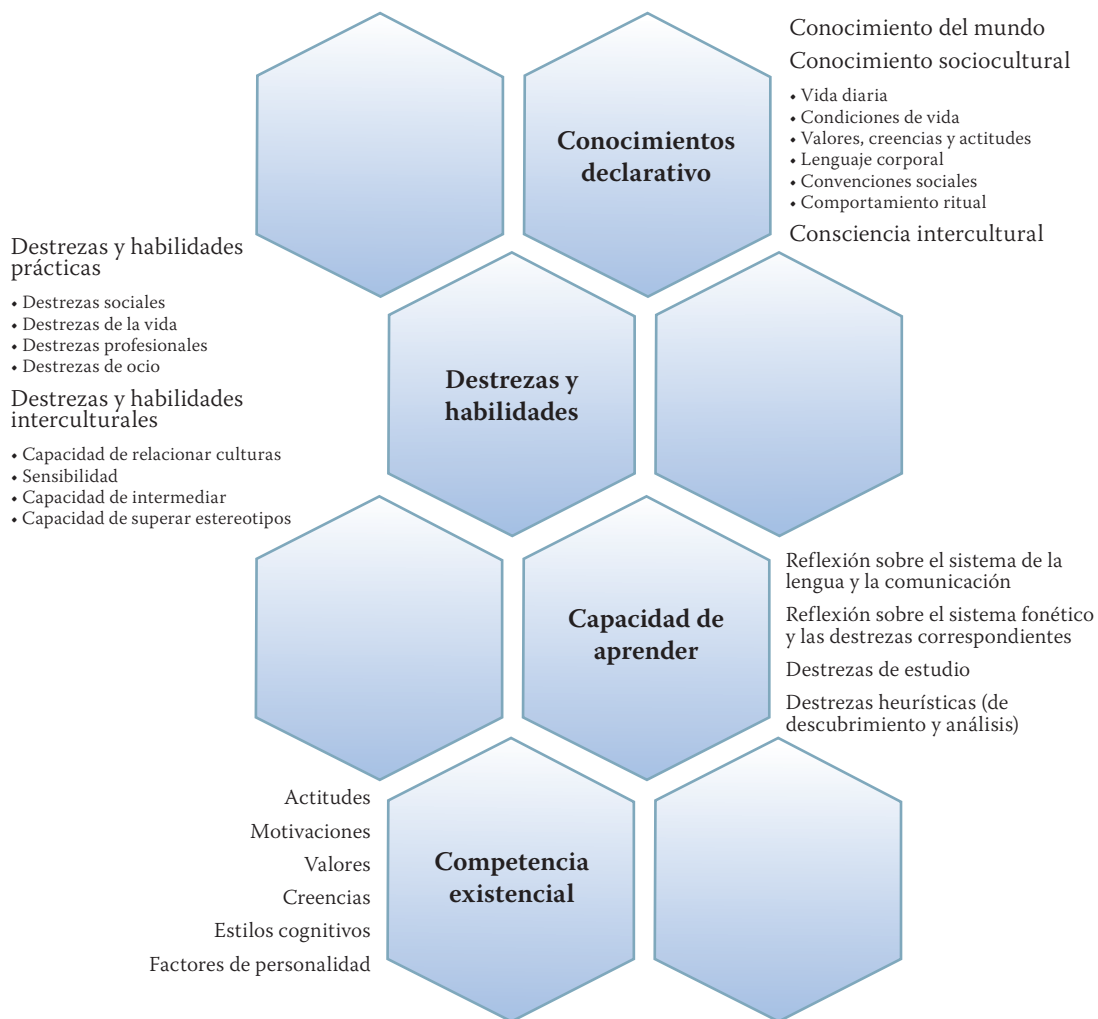 Conocimientos
declarativo
Conocimiento del mundo
Conocimiento sociocultural
• Vida diaria
• Condiciones de vida
• Valores, creencias y actitudes
• Lenguaje corporal
• Convenciones sociales
• Comportamiento ritual
Consciencia intercultural
Destrezas y habilidades
prácticas
• Destrezas sociales
• Destrezas de la vida
• Destrezas profesionales
• Destrezas de ocio
Destrezas y habilidades
interculturales
• Capacidad de relacionar culturas
• Sensibilidad
• Capacidad de intermediar
• Capacidad de superar estereotipos
Destrezas y
habilidades
Capacidad de
aprender
Reflexión sobre el sistema de la
lengua y la comunicación
Reflexión sobre el sistema fonético
y las destrezas correspondientes
Destrezas de estudio
Destrezas heurísticas (de
descubrimiento y análisis)
Actitudes
Motivaciones
Valores
Creencias
Estilos cognitivos
Factores de personalidad
Competencia
existencial